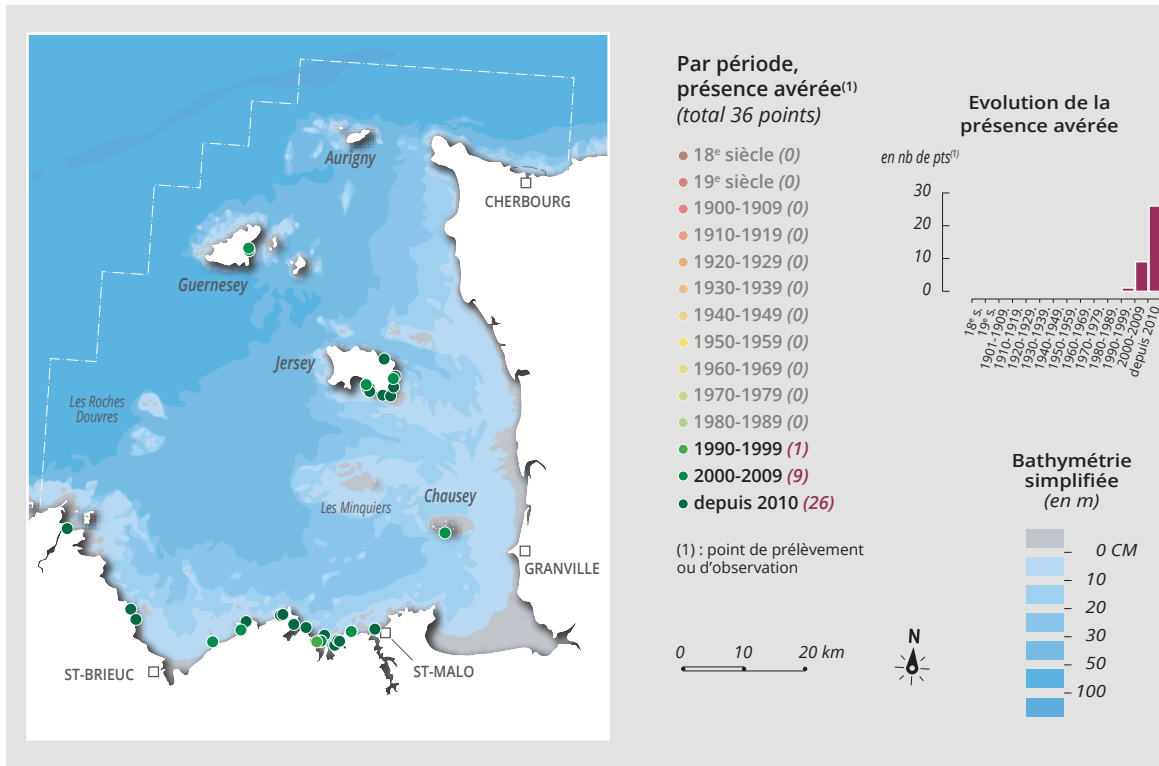 Aurigny
CHERBOURG
Guernesey
Jersey
Les Roches
Douvres
Les Minquiers
Chausey
GRANVILLE
ST-BRIEUC
ST-MALO
Par période,
présence avérée(1)
(total 36 points)
18e siècle (0)
19e siècle (0)
1900-1909 (0)
1910-1919 (0)
1920-1929 (0)
1930-1939 (0)
1940-1949 (0)
1950-1959 (0)
1960-1969 (0)
1970-1979 (0)
1980-1989 (0)
1990-1999 (1)
2000-2009 (9)
depuis 2010 (26)
(1) : point de prélèvement
ou d'observation
0 10 20 km
N
Evolution de la
présence avérée
en nb de pts(1)
30
20
10
0
18e s.
19e s.
1901-1909.
1910-1919.
1920-1929.
1930-1939.
1940-1949.
1950-1959.
1960-1969.
1970-1979.
1980-1989.
1990-1999.
2000-2009
depuis 2010
Bathymétrie
simplifiée
(en m)
0 CM
10
20
30
50
100